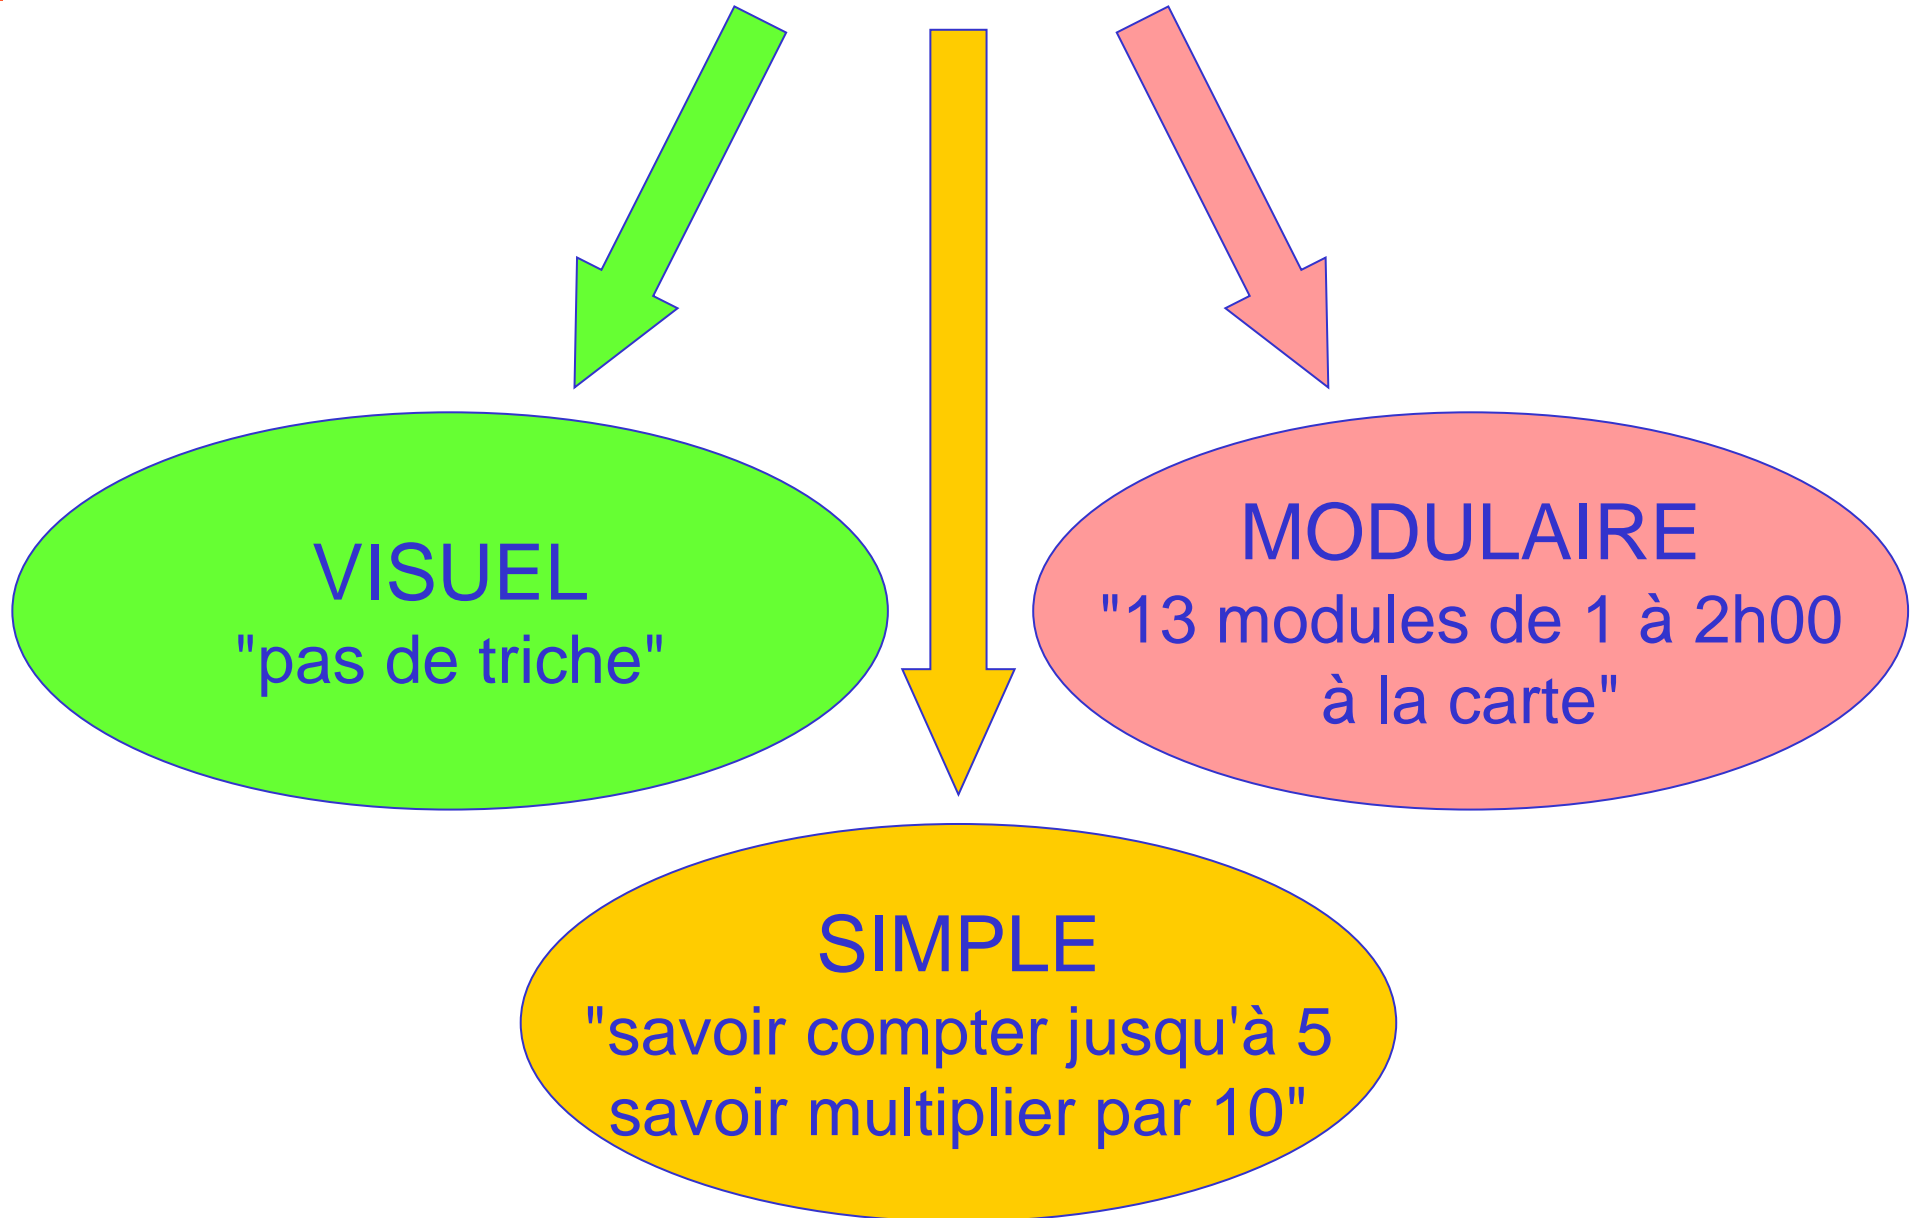 VISUEL
"pas de triche"
MODULAIRE
"13 modules de 1 à 2h00
à la carte"
SIMPLE
"savoir compter jusqu'à 5
savoir multiplier par 10"